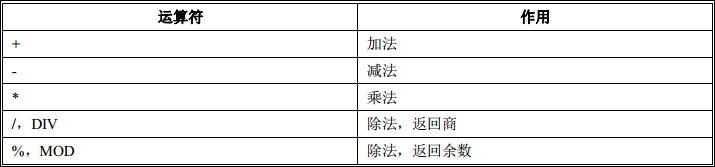 运算符 作用
+ 加法
- 减法
* 乘法
/，DIV 除法，返回商
%，MOD 除法，返回余数